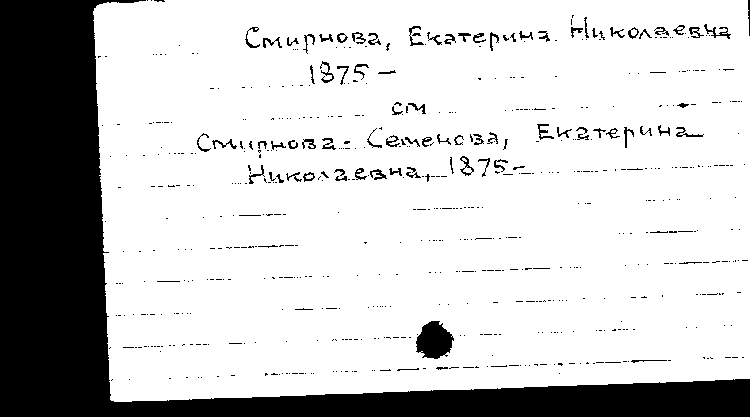 Смирнова, Екатерина Николаевна
1875 -
см
Смирнова - Семенова, Екатерина
Николаевна, 1875 -